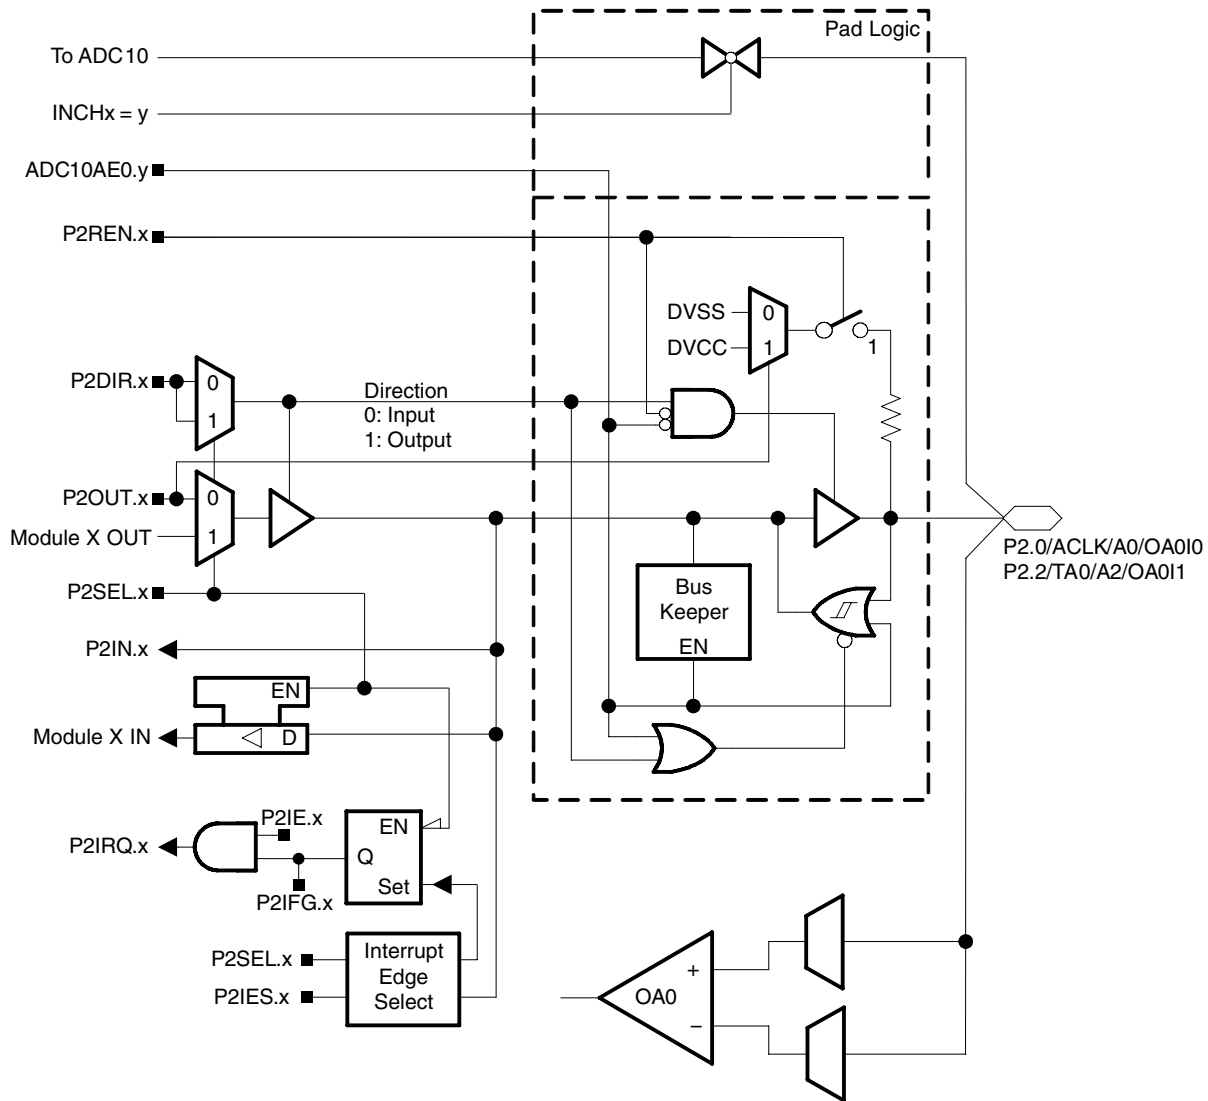 Pad Logic
To ADC10
INCHx = y
ADC10AE0.y
P2REN.x
DVSS
0
DVCC
1
1
P2DIR.x
0
1
Direction
0: Input
1: Output
P2OUT.x
0
Module X OUT
1
P2SEL.x
P2.0/ACLK/A0/OA0I0
P2.2/TA0/A2/OA0I1
Bus
Keeper
EN
P2IN.x
EN
Module X IN
D
P2IE.x
EN
P2IRQ.x
Q
Set
P2IFG.x
P2SEL.x
P2IES.x
Interrupt
Edge
Select
+
OA0
−